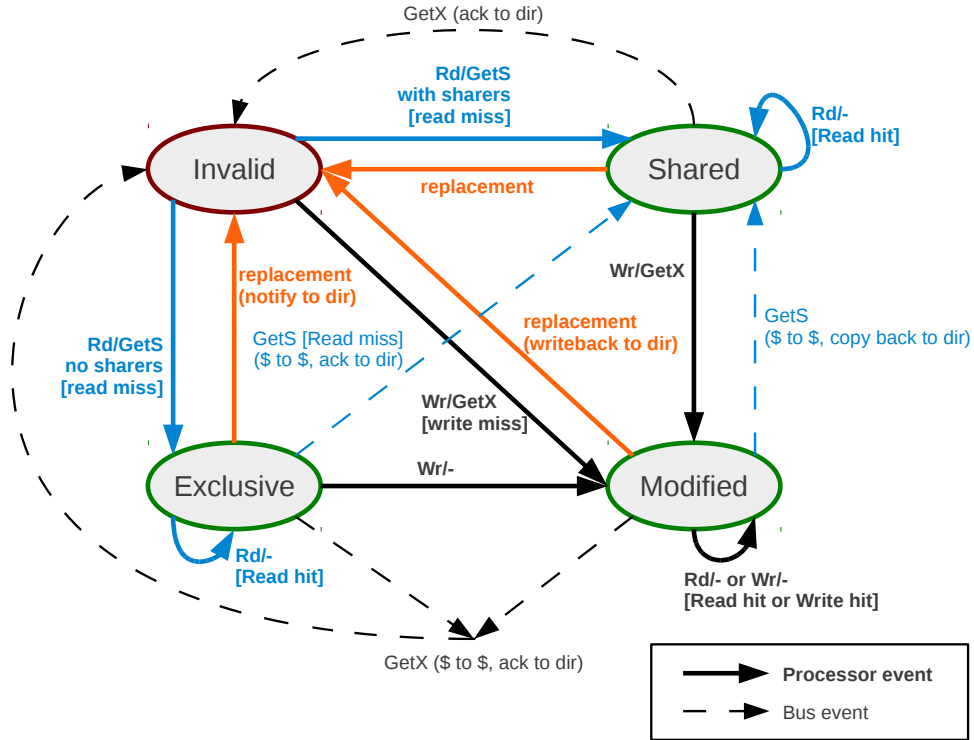 GetX (ack to dir)
Rd/GetS
with sharers
[read miss]
Rd/-
[Read hit]
Invalid
Shared
replacement
replacement
(notify to dir)
Wr/GetX
GetS [Read miss]
($ to $, ack to dir)
replacement
(writeback to dir)
GetS
($ to $, copy back to dir)
Rd/GetS
no sharers
[read miss]
Wr/GetX
[write miss]
Exclusive
Wr/-
Modified
Rd/-
[Read hit]
Rd/- or Wr/-
[Read hit or Write hit]
GetX ($ to $, ack to dir)
Processor event
Bus event